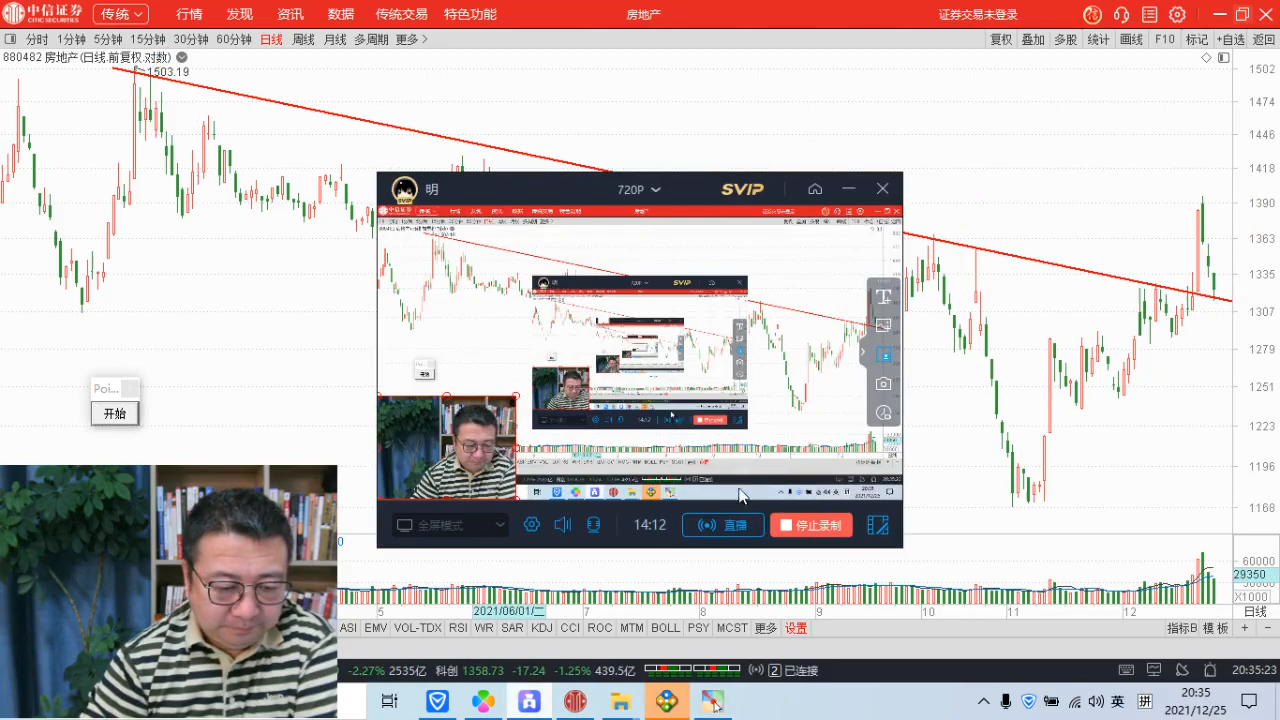 中信证券
CITIC SECURITIES
传统
行情 发现 资讯 数据 传统交易 特色功能
房地产
证券交易未登录
分时 1分钟 5分钟 15分钟 30分钟 60分钟 日线 周线 月线 多周期 更多
复权 叠加 多股 统计 画线 F10 标记 +自选 返回
880482 房地产(日线.前复权.对数)
1503.19
1502
1474
1446
1418
1390
1363
1335
1307
1279
1251
1223
1196
1168
明
720P
SVIP
Poi...
开始
全屏模式
14:12
直播
停止录制
60000
29350
X1000
5 2021/06/01/二 7 8 9 10 11 12
日线
ASI EMV VOL-TDX RSI WR SAR KDJ CCI ROC MTM BOLL PSY MCST 更多 设置
指标B 模板 + −
-2.27% 2535亿 科创 1358.73 -17.24 -1.25% 439.5亿
2 已连接
20:35:23
英 拼
20:35
2021/12/25